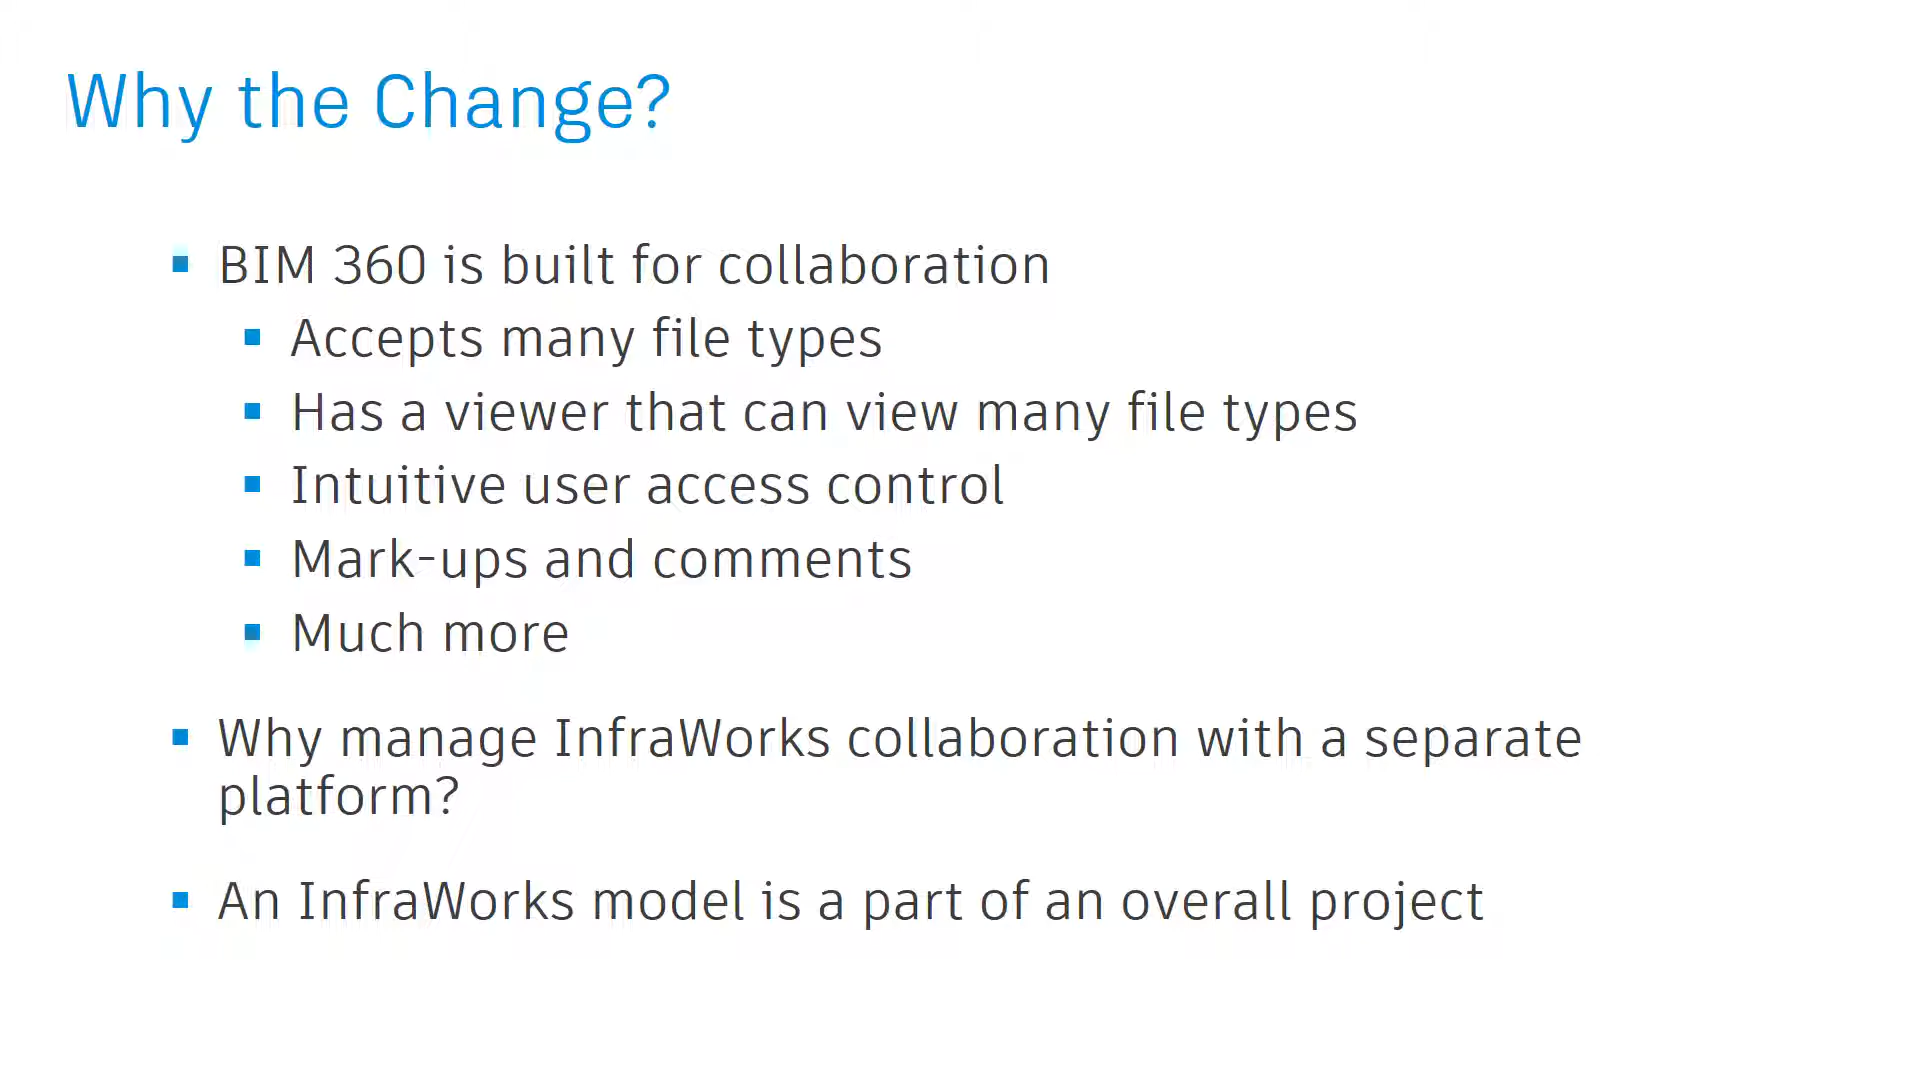 Why the Change?
BIM 360 is built for collaboration
Accepts many file types
Has a viewer that can view many file types
Intuitive user access control
Mark-ups and comments
Much more
Why manage InfraWorks collaboration with a separate
platform?
An InfraWorks model is a part of an overall project